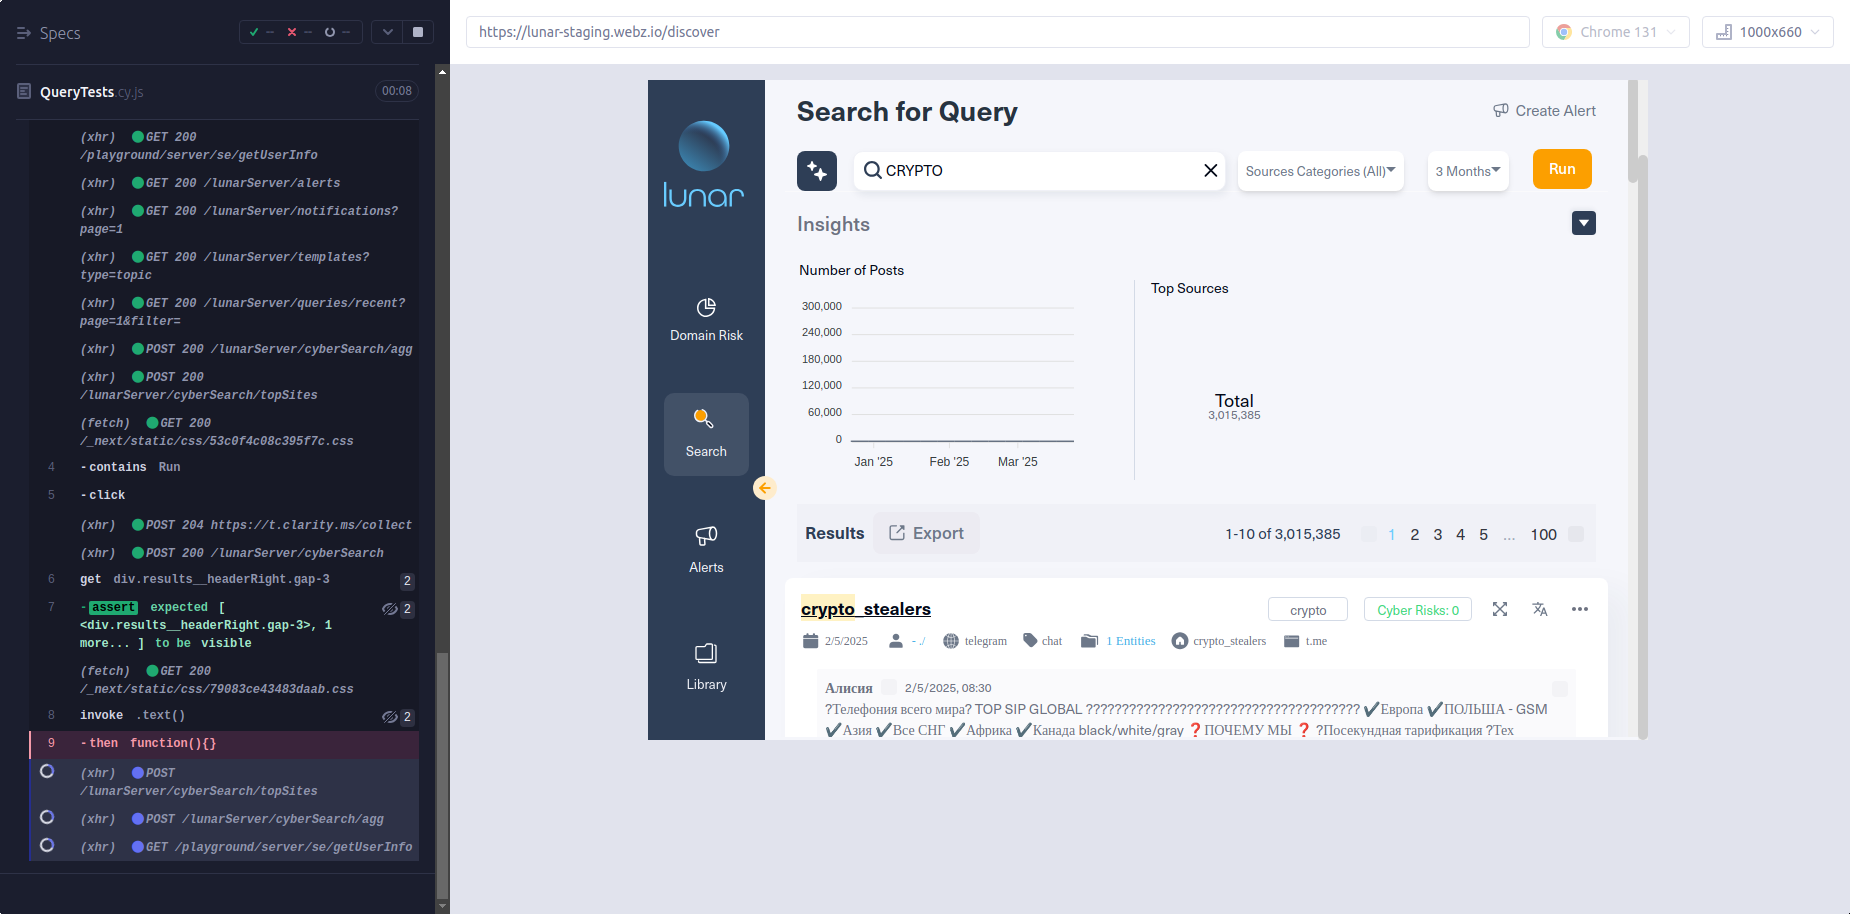 Specs
-- -- --
https://lunar-staging.webz.io/discover
Chrome 131
1000x660
QueryTests.cy.js
00:08
(xhr) GET 200
/playground/server/se/getUserInfo
(xhr) GET 200 /lunarServer/alerts
(xhr) GET 200 /lunarServer/notifications?
page=1
(xhr) GET 200 /lunarServer/templates?
type=topic
(xhr) GET 200 /lunarServer/queries/recent?
page=1&filter=
(xhr) POST 200 /lunarServer/cyberSearch/agg
(xhr) POST 200
/lunarServer/cyberSearch/topSites
(fetch) GET 200
/_next/static/css/53c0f4c08c395f7c.css
4 -contains Run
5 -click
(xhr) POST 204 https://t.clarity.ms/collect
(xhr) POST 200 /lunarServer/cyberSearch
6 get div.results__headerRight.gap-3 2
7 -assert expected [ 2
<div.results__headerRight.gap-3>, 1
more... ] to be visible
(fetch) GET 200
/_next/static/css/79083ce43483daab.css
8 invoke .text() 2
9 -then function(){}
(xhr) POST
/lunarServer/cyberSearch/topSites
(xhr) POST /lunarServer/cyberSearch/agg
(xhr) GET /playground/server/se/getUserInfo
lunar
Domain Risk
Search
Alerts
Library
Search for Query
Create Alert
CRYPTO
Sources Categories (All)
3 Months
Run
Insights
Number of Posts
300,000
240,000
180,000
120,000
60,000
0
Jan '25 Feb '25 Mar '25
Top Sources
Total
3,015,385
Results
Export
1-10 of 3,015,385
1 2 3 4 5 ... 100
crypto_stealers
crypto
Cyber Risks: 0
2/5/2025 - ./ telegram chat 1 Entities crypto_stealers t.me
Алисия 2/5/2025, 08:30
?Телефония всего мира? TOP SIP GLOBAL ?????????????????????????????????????? ✔Европа ✔ПОЛЬША - GSM
✔Азия ✔Все СНГ ✔Африка ✔Канада black/white/gray ❓ПОЧЕМУ МЫ ❓ ?Посекундная тарификация ?Тех